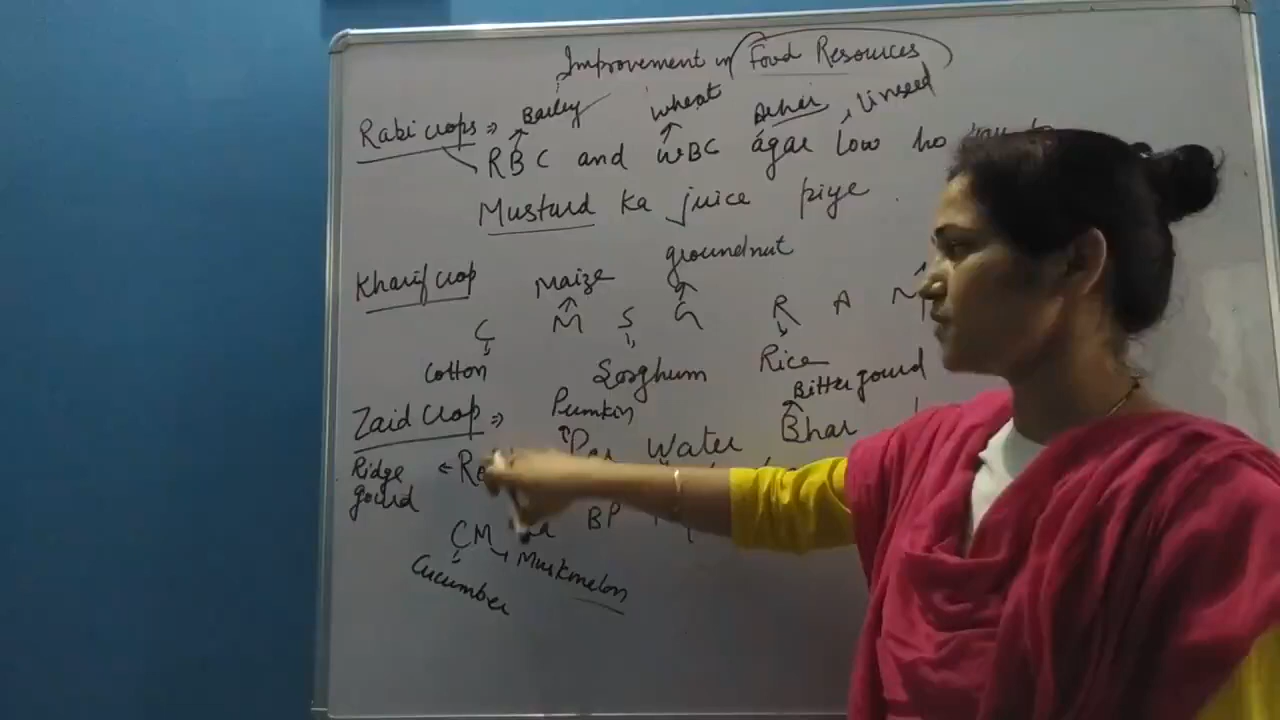 Improvement in Food Resources
Barley wheat linseed
Rabi crops ⇒ RBC and WBC agar low ho
Mustard ka juice piye
Kharif crop Maize groundnut
C M S G R A M
Cotton Sorghum Rice
Zaid crop ⇒ Pumkin Bitter gourd
Ridge gourd ← Water Bhar
CM BP
Cucumber Muskmelon